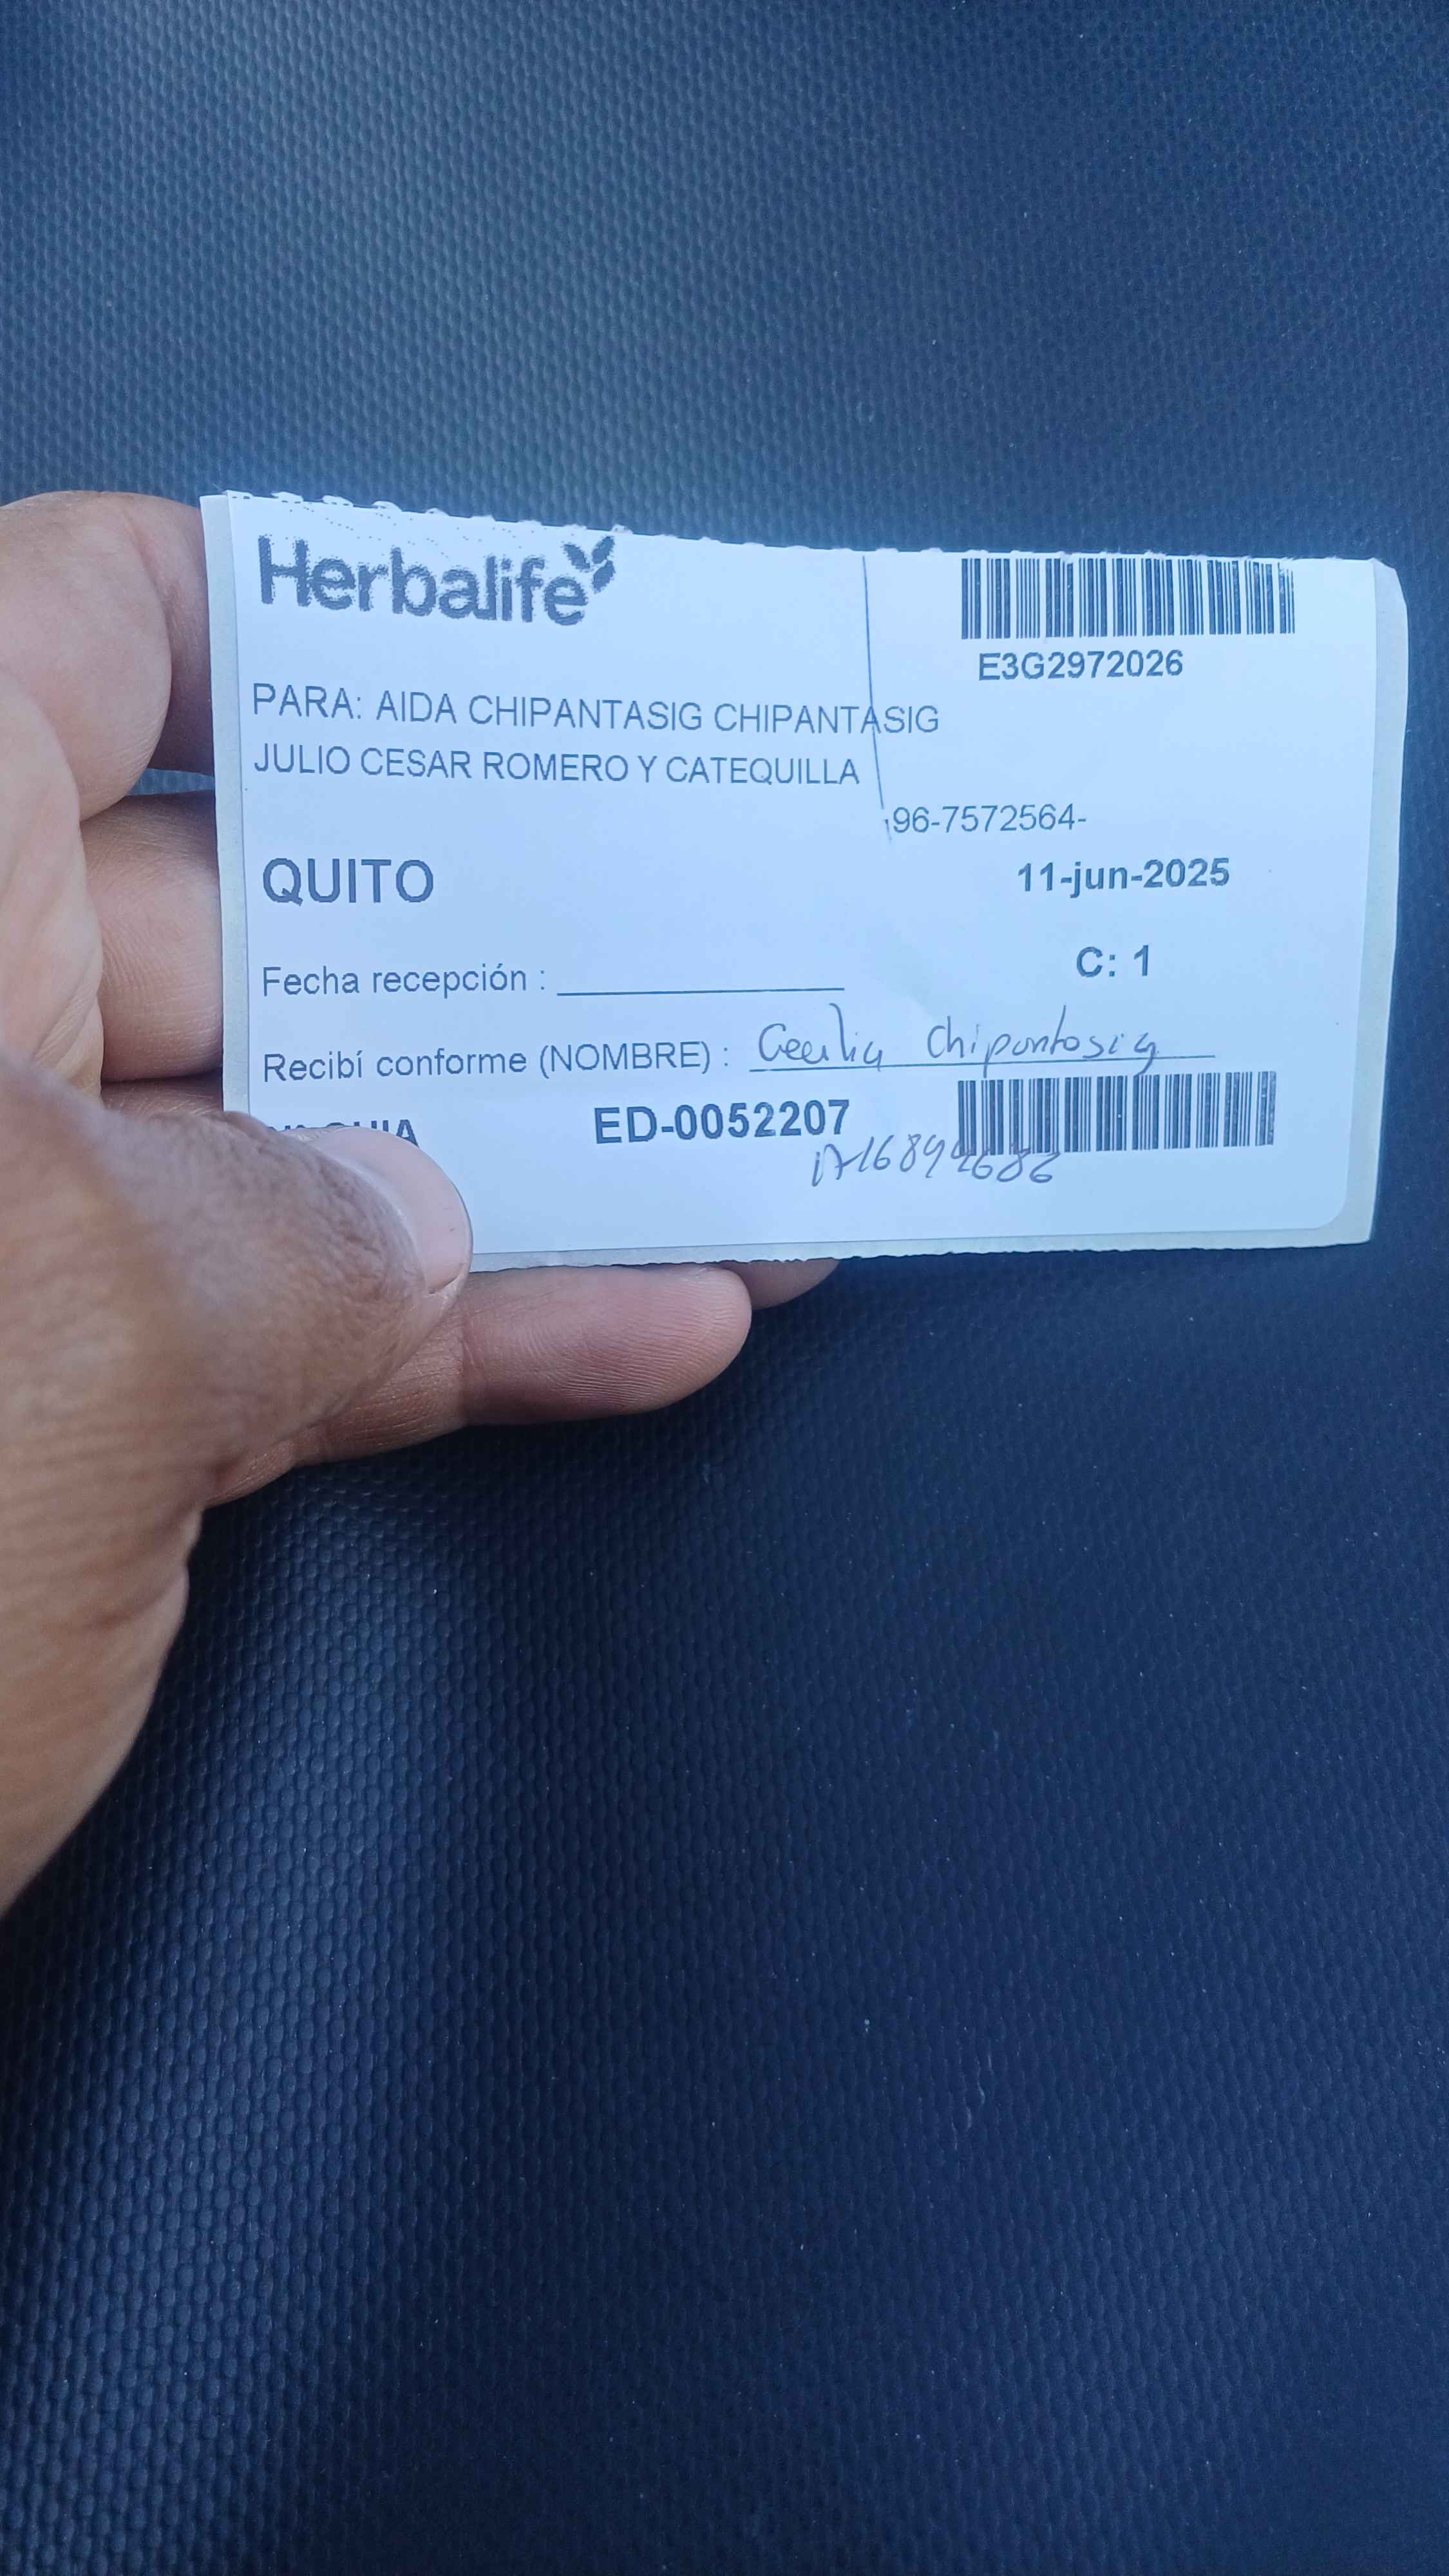 Herbalife
E3G2972026
PARA: AIDA CHIPANTASIG CHIPANTASIG
JULIO CESAR ROMERO Y CATEQUILLA
96-7572564-
QUITO
11-jun-2025
C: 1
Fecha recepción :
Recibí conforme (NOMBRE) : Cecilia Chipantasig
ED-0052207